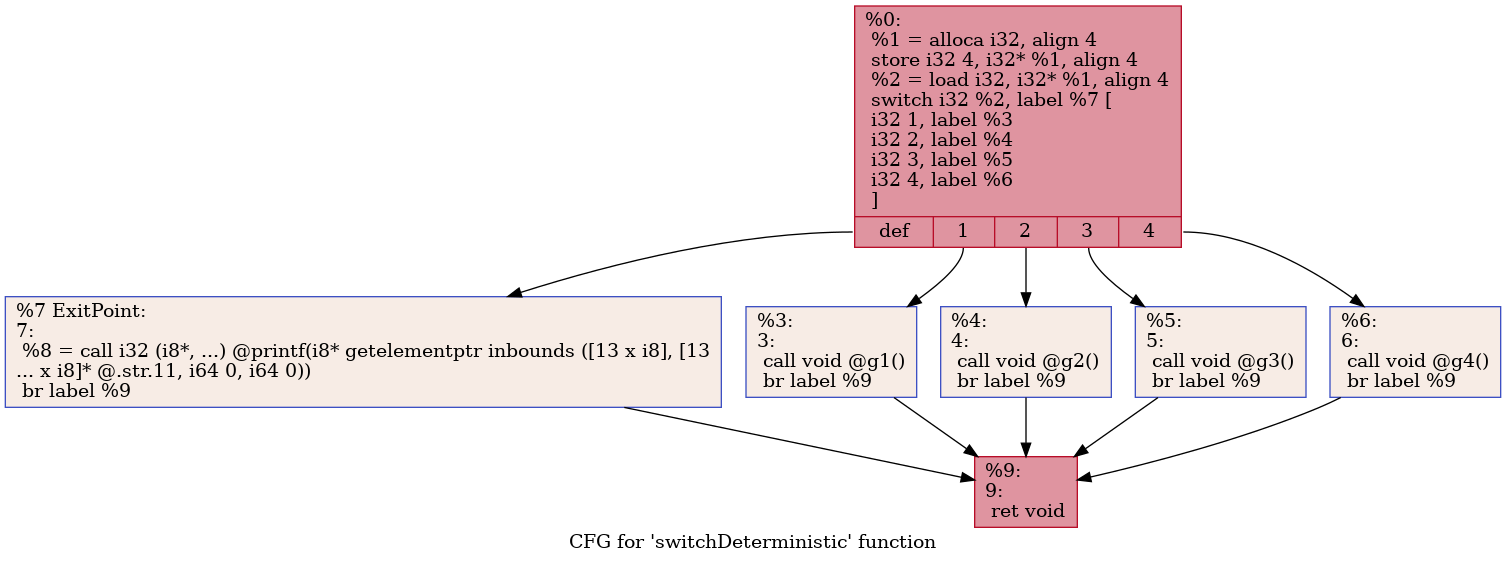 %0:
%1 = alloca i32, align 4
store i32 4, i32* %1, align 4
%2 = load i32, i32* %1, align 4
switch i32 %2, label %7 [
i32 1, label %3
i32 2, label %4
i32 3, label %5
i32 4, label %6
]
def 1 2 3 4
%7 ExitPoint:
7:
%8 = call i32 (i8*, ...) @printf(i8* getelementptr inbounds ([13 x i8], [13
... x i8]* @.str.11, i64 0, i64 0))
br label %9
%3:
3:
call void @g1()
br label %9
%4:
4:
call void @g2()
br label %9
%5:
5:
call void @g3()
br label %9
%6:
6:
call void @g4()
br label %9
%9:
9:
ret void
CFG for 'switchDeterministic' function